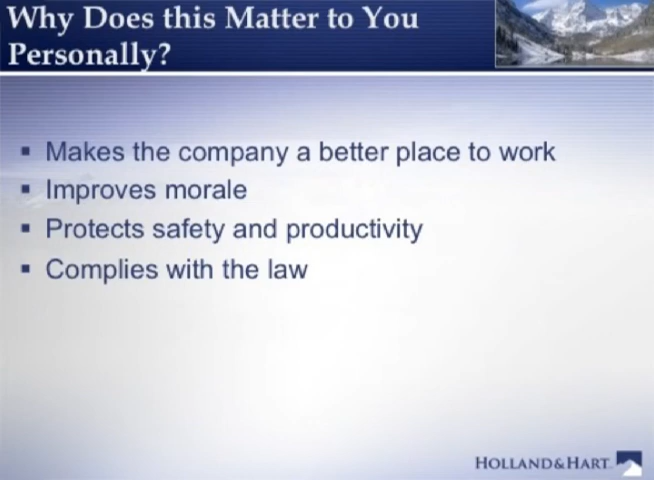 Why Does this Matter to You
Personally?
▪ Makes the company a better place to work
▪ Improves morale
▪ Protects safety and productivity
▪ Complies with the law
HOLLAND & HART